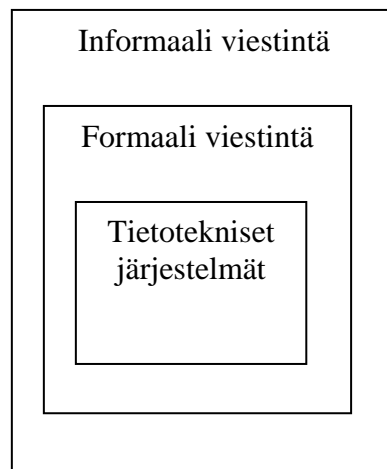 Informaali viestintä
Formaali viestintä
Tietotekniset
järjestelmät